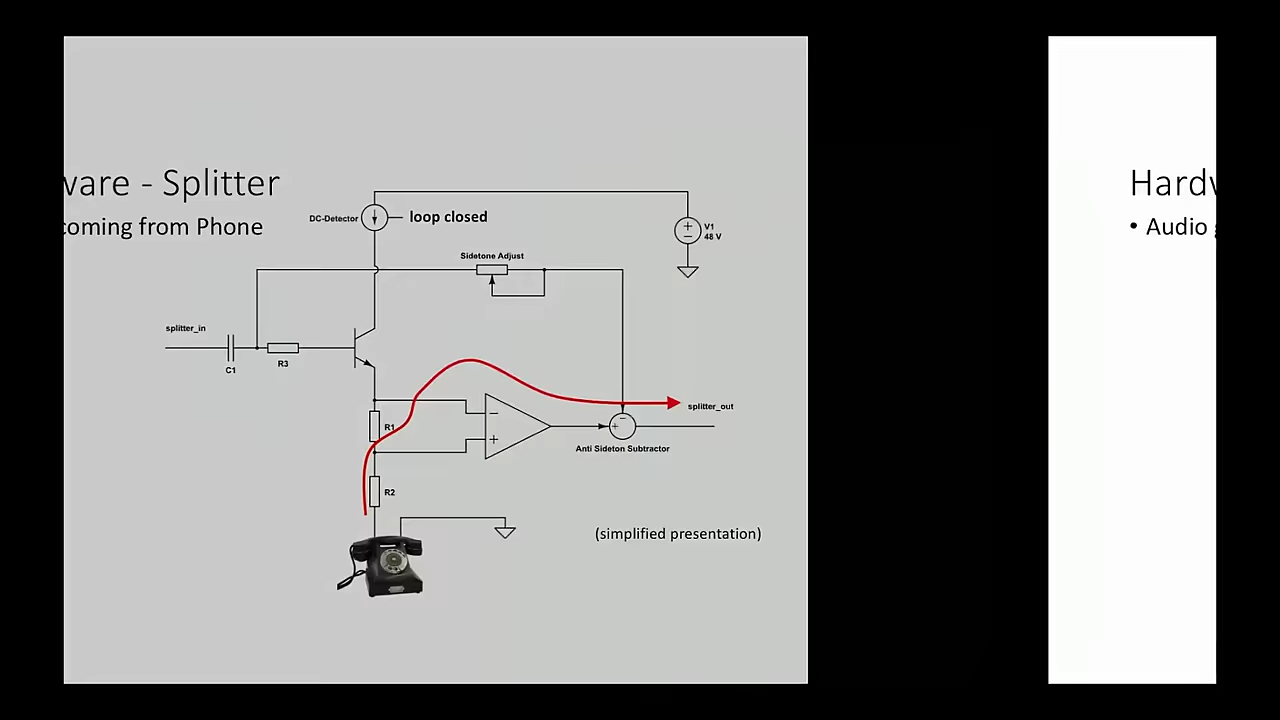 ware - Splitter
coming from Phone
DC-Detector
loop closed
V1
48 V
Sidetone Adjust
splitter_in
C1
R3
R1
splitter_out
Anti Sideton Subtractor
R2
(simplified presentation)
Hardw
• Audio